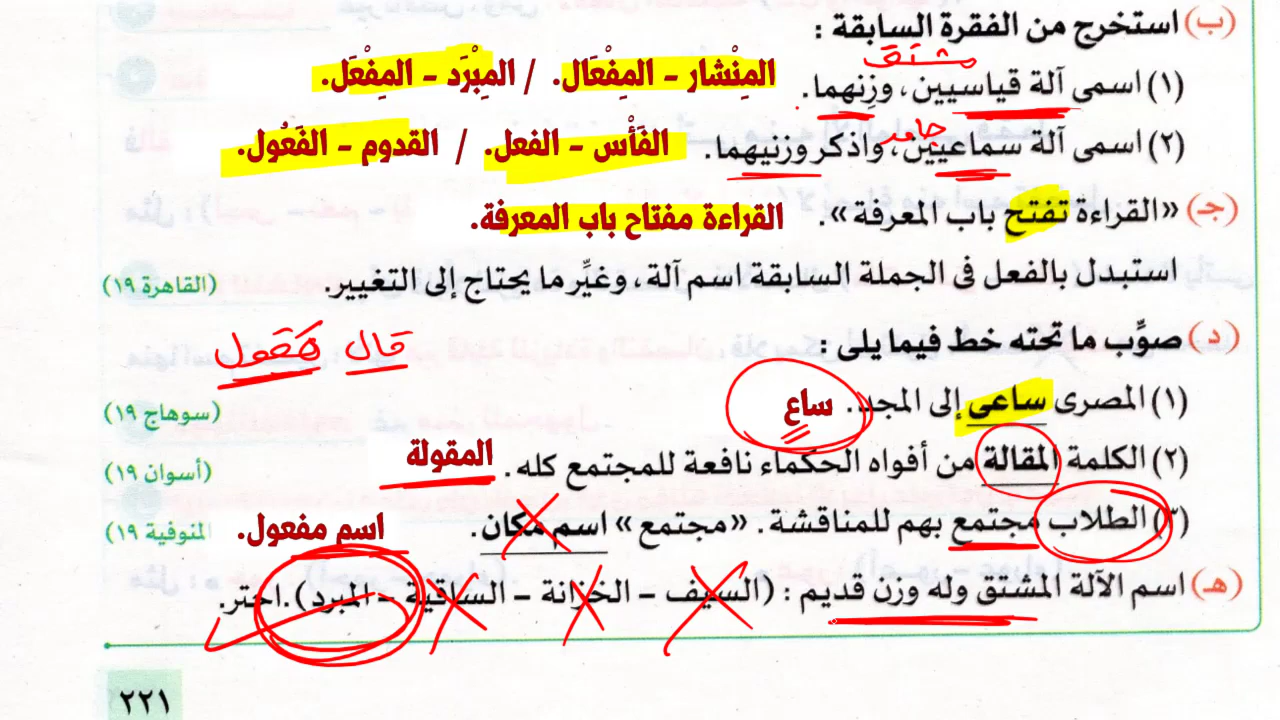 (ب) استخرج من الفقرة السابقة :
مشتق
(١) اسمى آلة قياسيين، وزِنهما. المِنْشار - المِفْعَال. / المِبْرَد - المِفْعَل.
جامد
(٢) اسمى آلة سماعيين، واذكر وزنيهما. الفَأْس - الفعل. / القدوم - الفَعُول.
(جـ) «القراءة تفتح باب المعرفة». القراءة مفتاح باب المعرفة.
استبدل بالفعل فى الجملة السابقة اسم آلة، وغيِّر ما يحتاج إلى التغيير. (القاهرة ١٩)
(د) صوِّب ما تحته خط فيما يلى :
قال
(١) المصرى ساعى إلى المجد. ساعٍ (سوهاج ١٩)
(٢) الكلمة المقالة من أفواه الحكماء نافعة للمجتمع كله. المقولة (أسوان ١٩)
(٣) الطلاب مجتمع بهم للمناقشة. «مجتمع» اسم مكان. اسم مفعول. (المنوفية ١٩)
(هـ) اسم الآلة المشتق وله وزن قديم : (السيف - الخزانة - الساقية - المبرد). اختر.
٢٢١